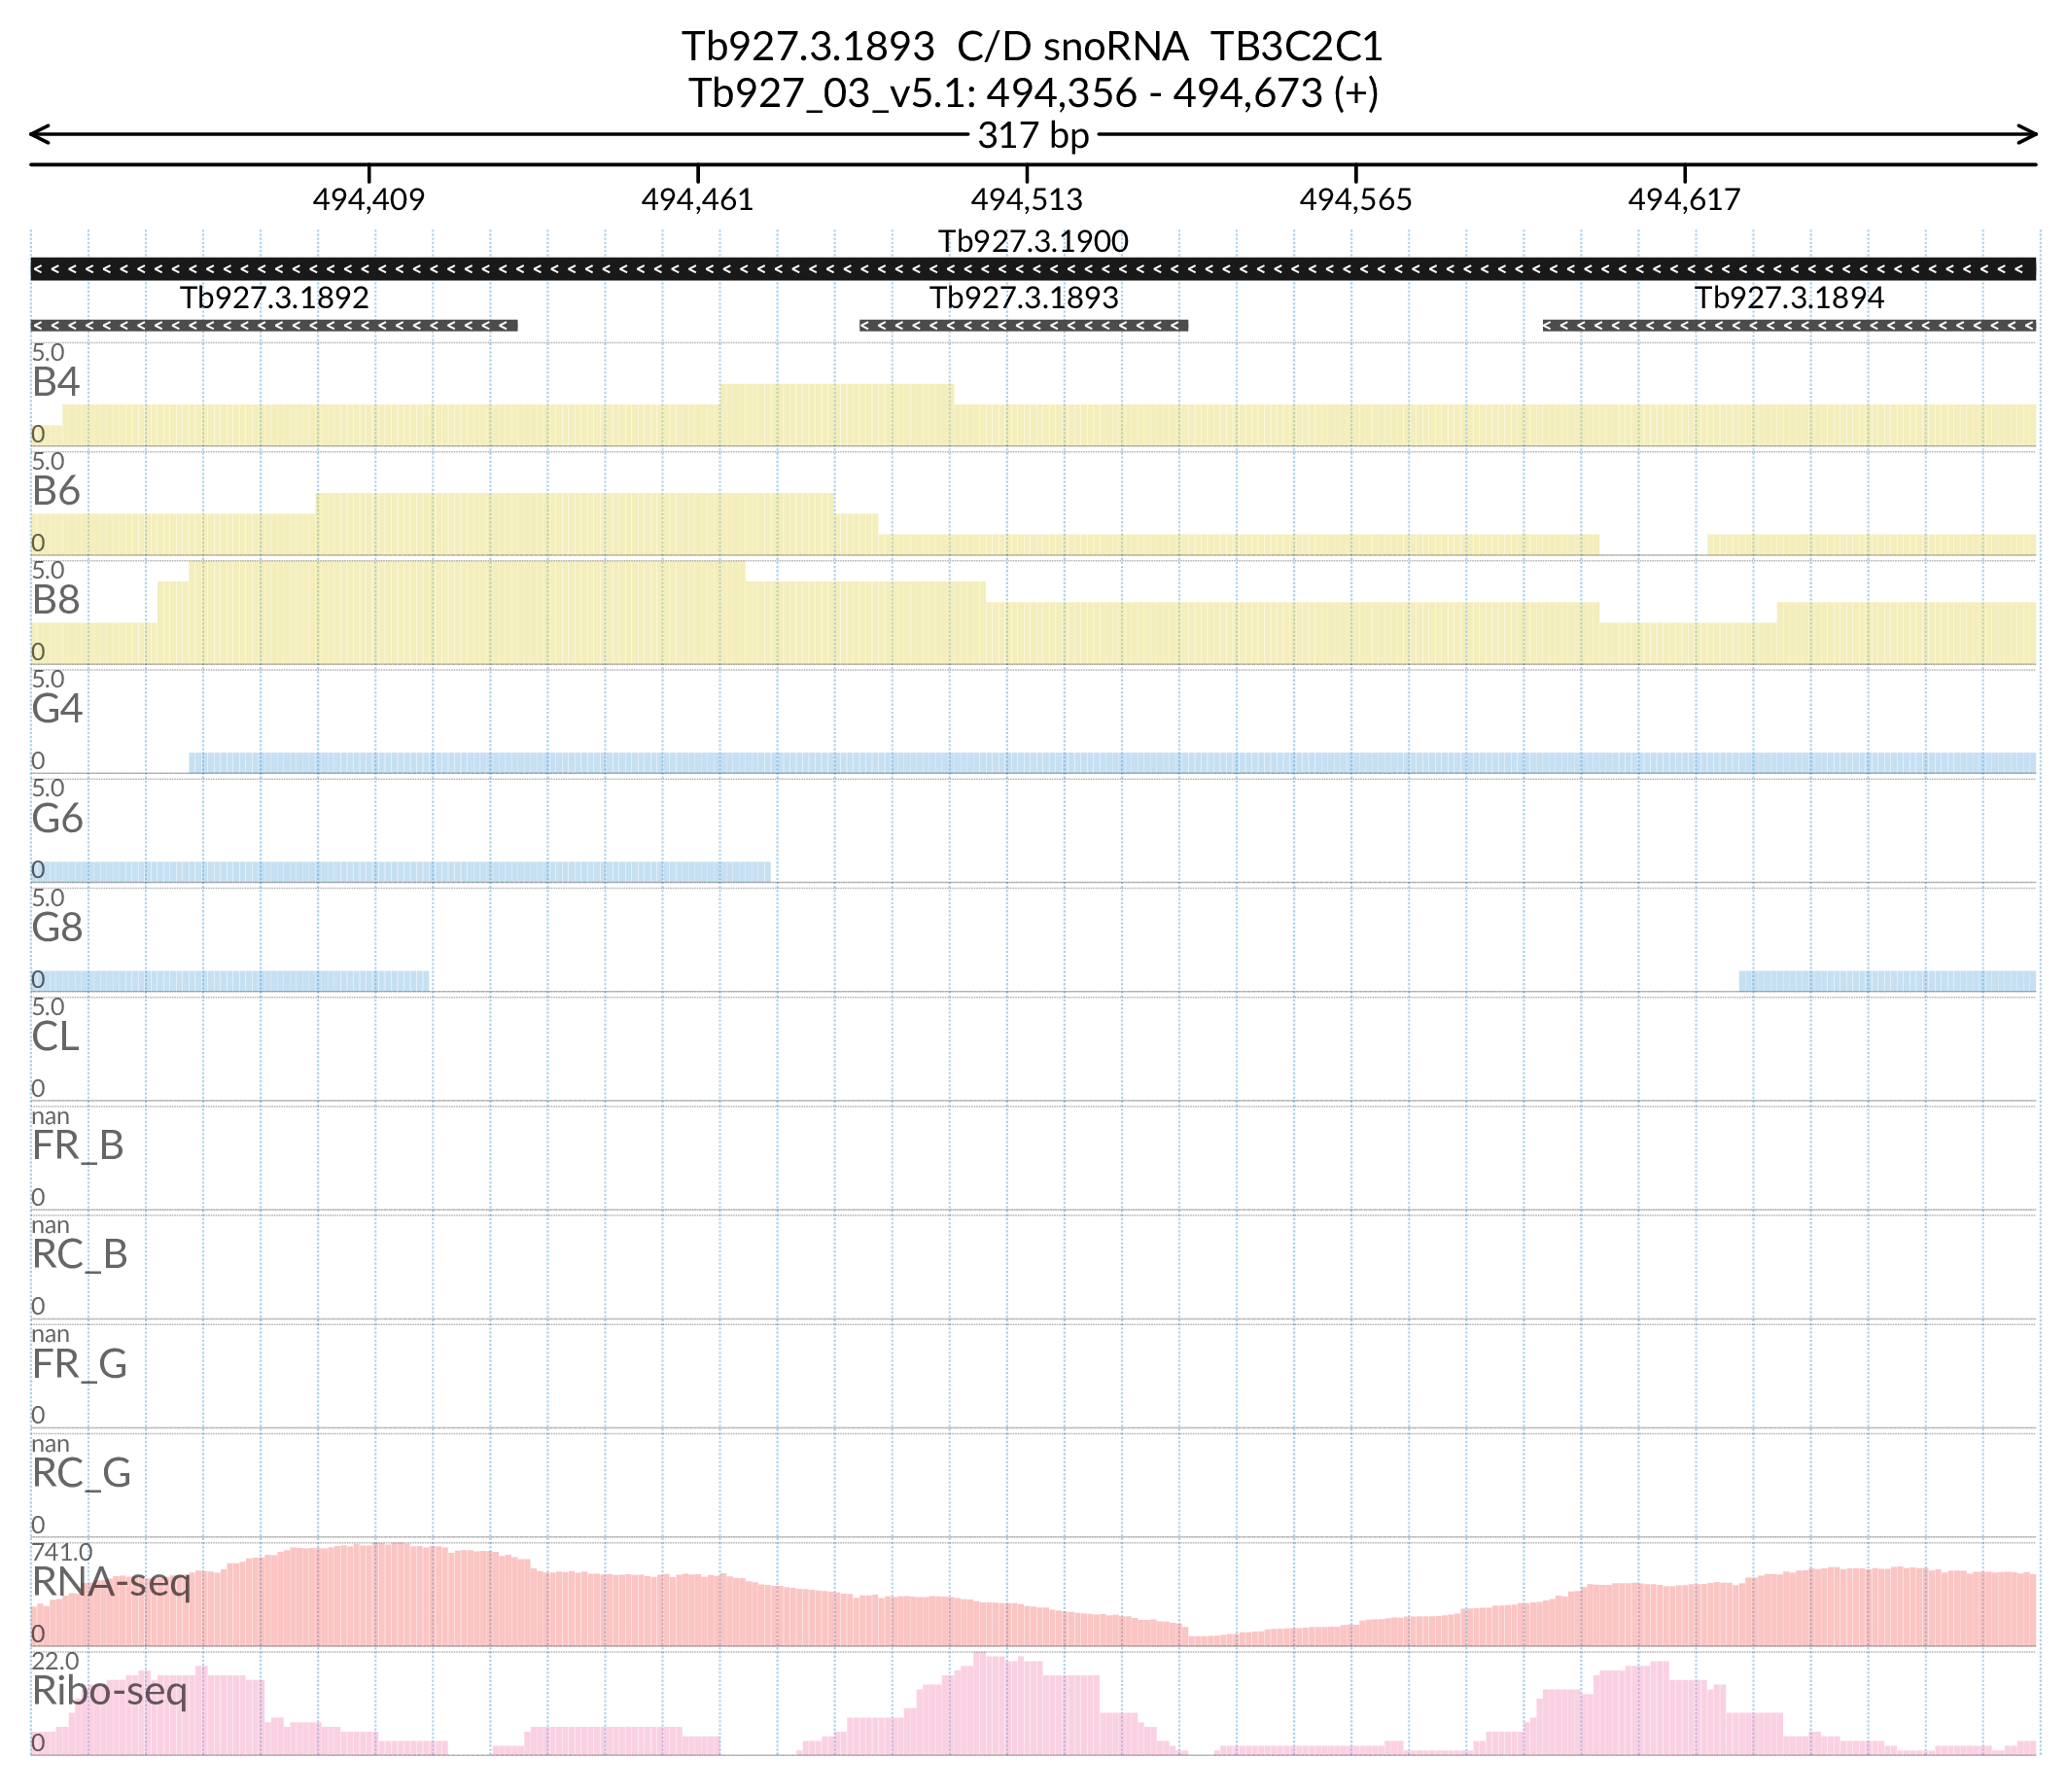 Tb927.3.1893 C/D snoRNA TB3C2C1
Tb927_03_v5.1: 494,356 - 494,673 (+)
317 bp
494,409 494,461 494,513 494,565 494,617
Tb927.3.1900
Tb927.3.1892 Tb927.3.1893 Tb927.3.1894
5.0
B4
0
5.0
B6
0
5.0
B8
0
5.0
G4
0
5.0
G6
0
5.0
G8
0
5.0
CL
0
nan
FR_B
0
nan
RC_B
0
nan
FR_G
0
nan
RC_G
0
741.0
RNA-seq
0
22.0
Ribo-seq
0